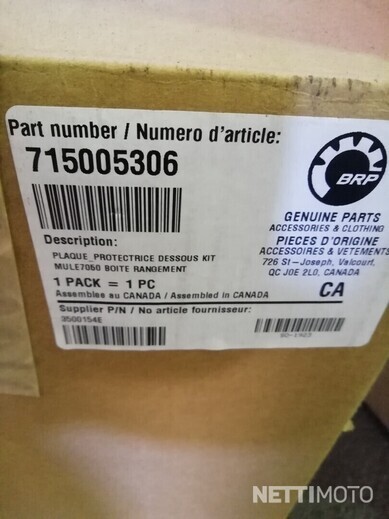 Part number / Numero d'article:
715005306
BRP
GENUINE PARTS
ACCESSORIES & CLOTHING
PIECES D'ORIGINE
ACCESSOIRES & VETEMENTS
726 St-Joseph, Valcourt,
QC J0E 2L0, CANADA
CA
Description:
PLAQUE_PROTECTRICE DESSOUS KIT
MULE7050 BOITE RANGEMENT
1 PACK = 1 PC
Assembles au CANADA / Assembled in CANADA
Supplier P/N / No article fournisseur:
3500154E
NETTIMOTO